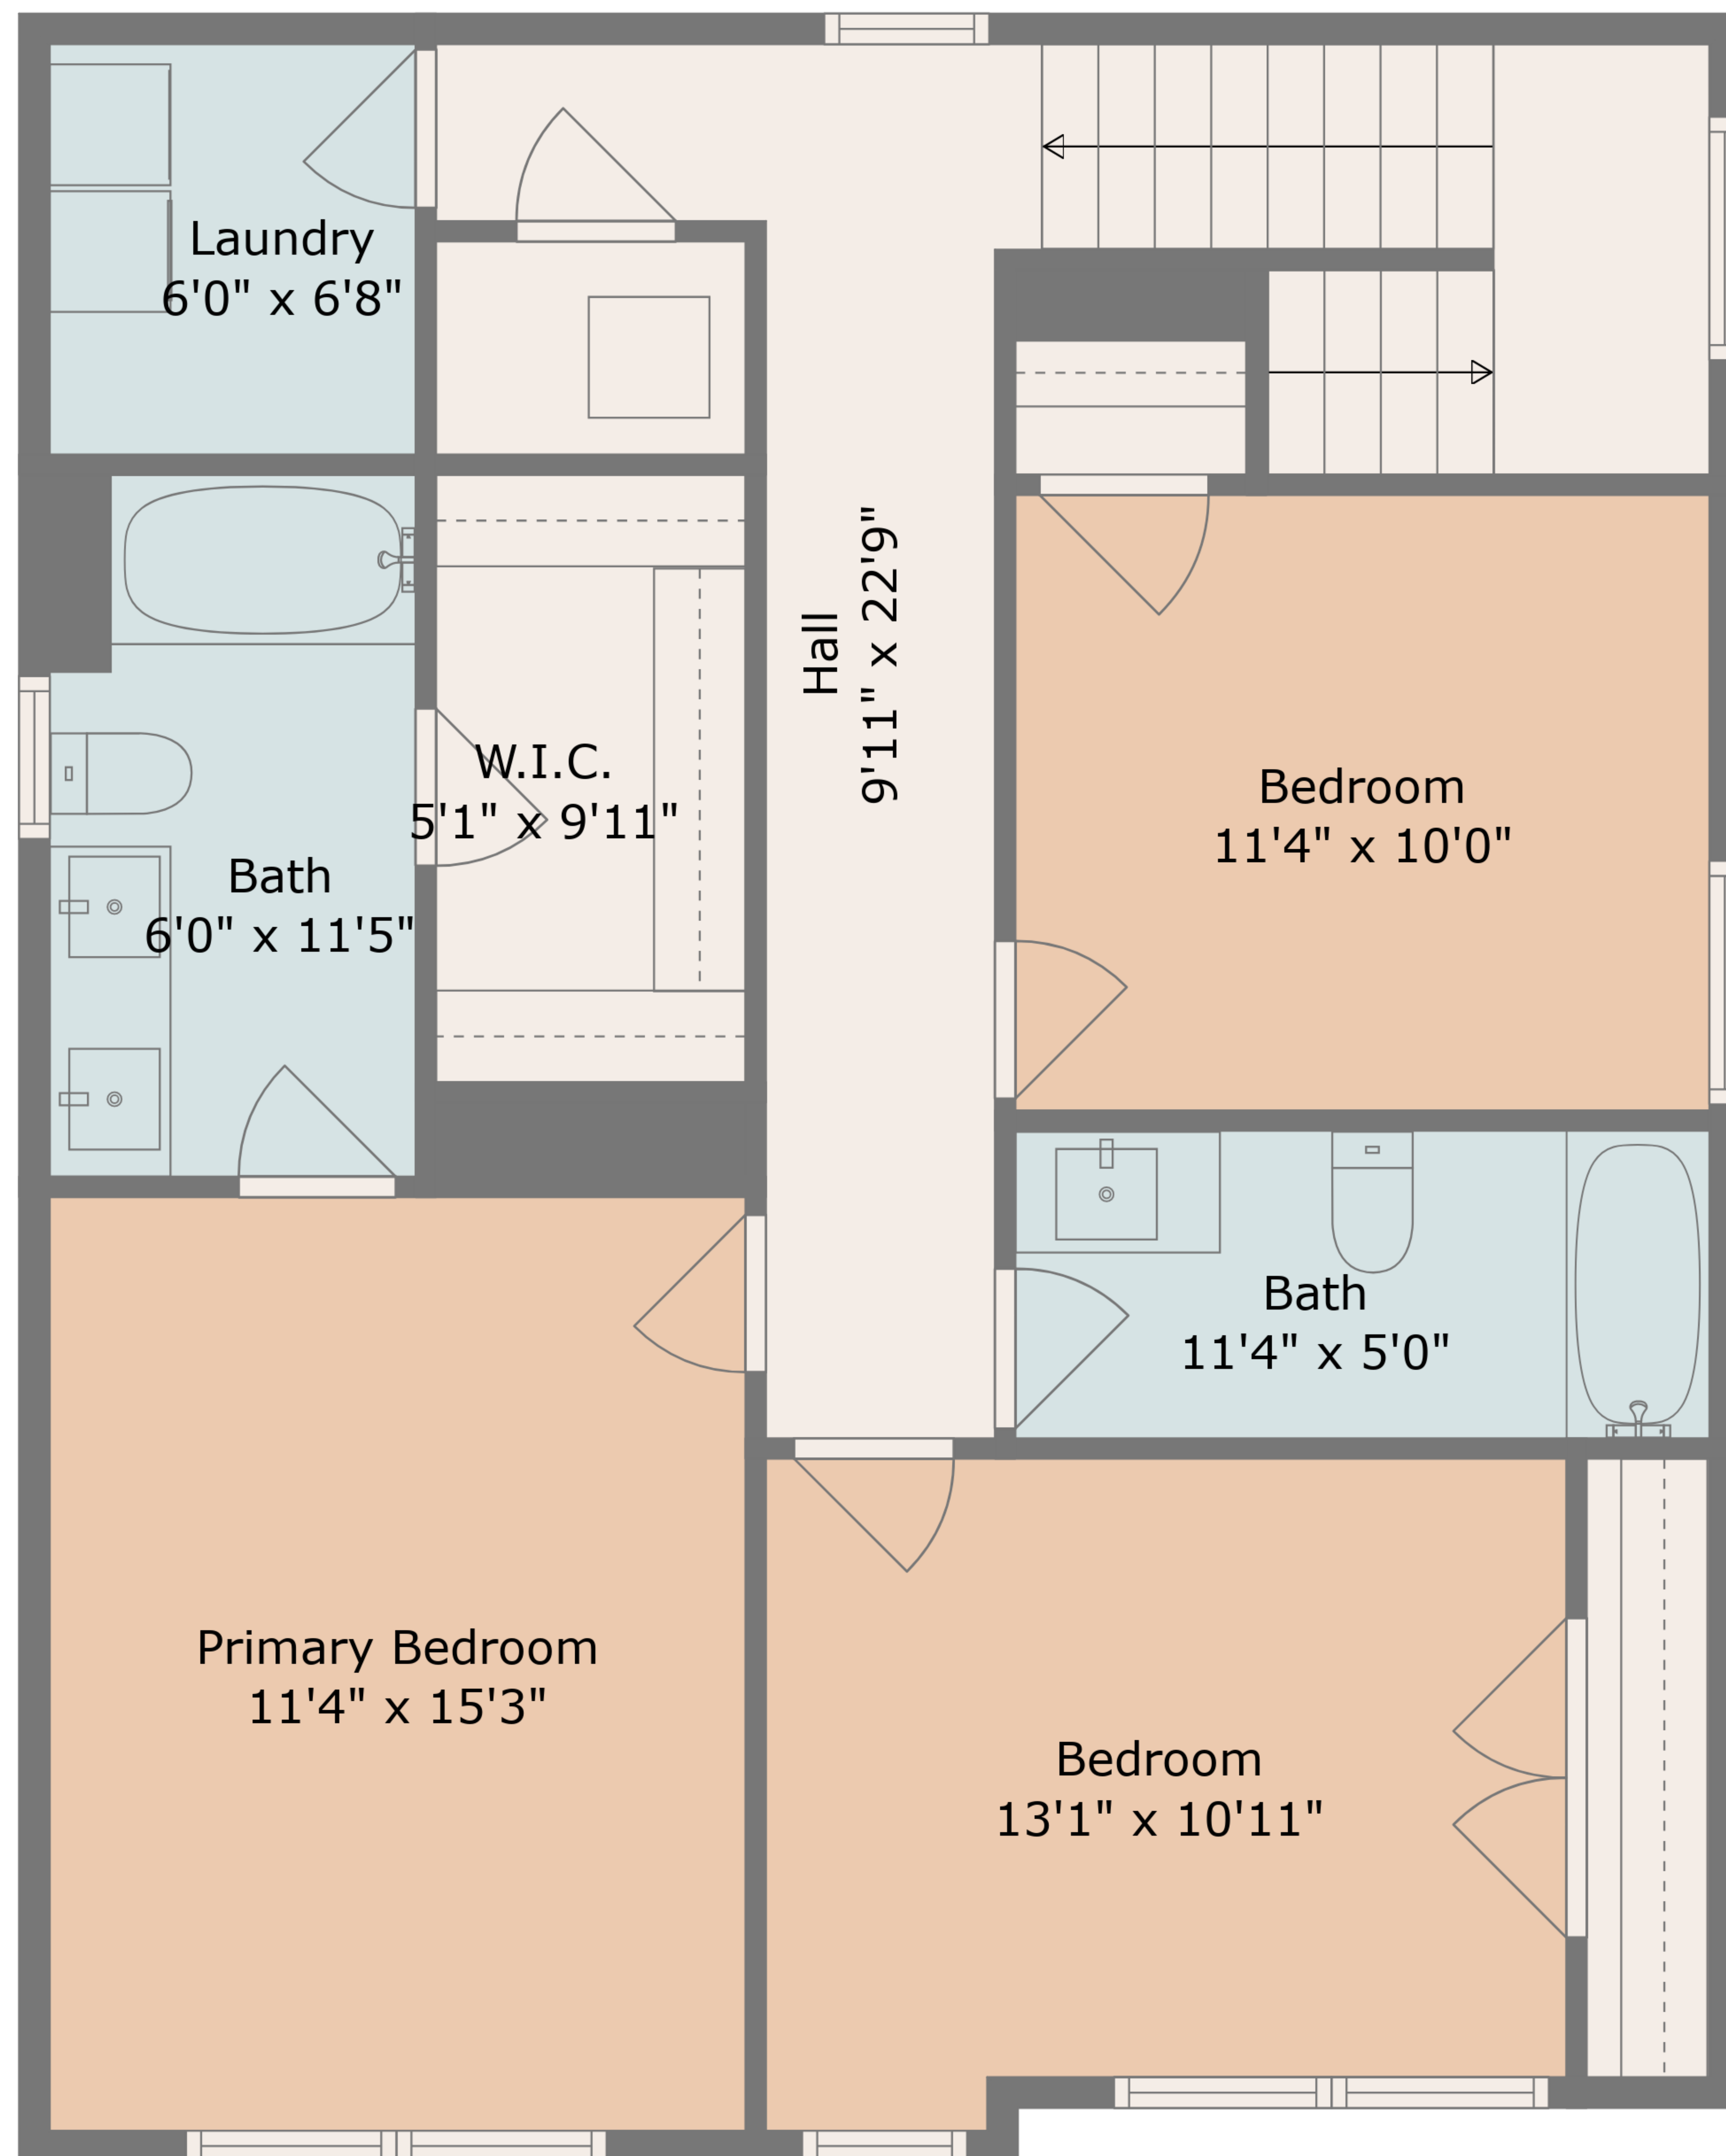 Laundry
6'0" x 6'8"
Hall
9'11" x 22'9"
W.I.C.
5'1" x 9'11"
Bedroom
11'4" x 10'0"
Bath
6'0" x 11'5"
Bath
11'4" x 5'0"
Primary Bedroom
11'4" x 15'3"
Bedroom
13'1" x 10'11"